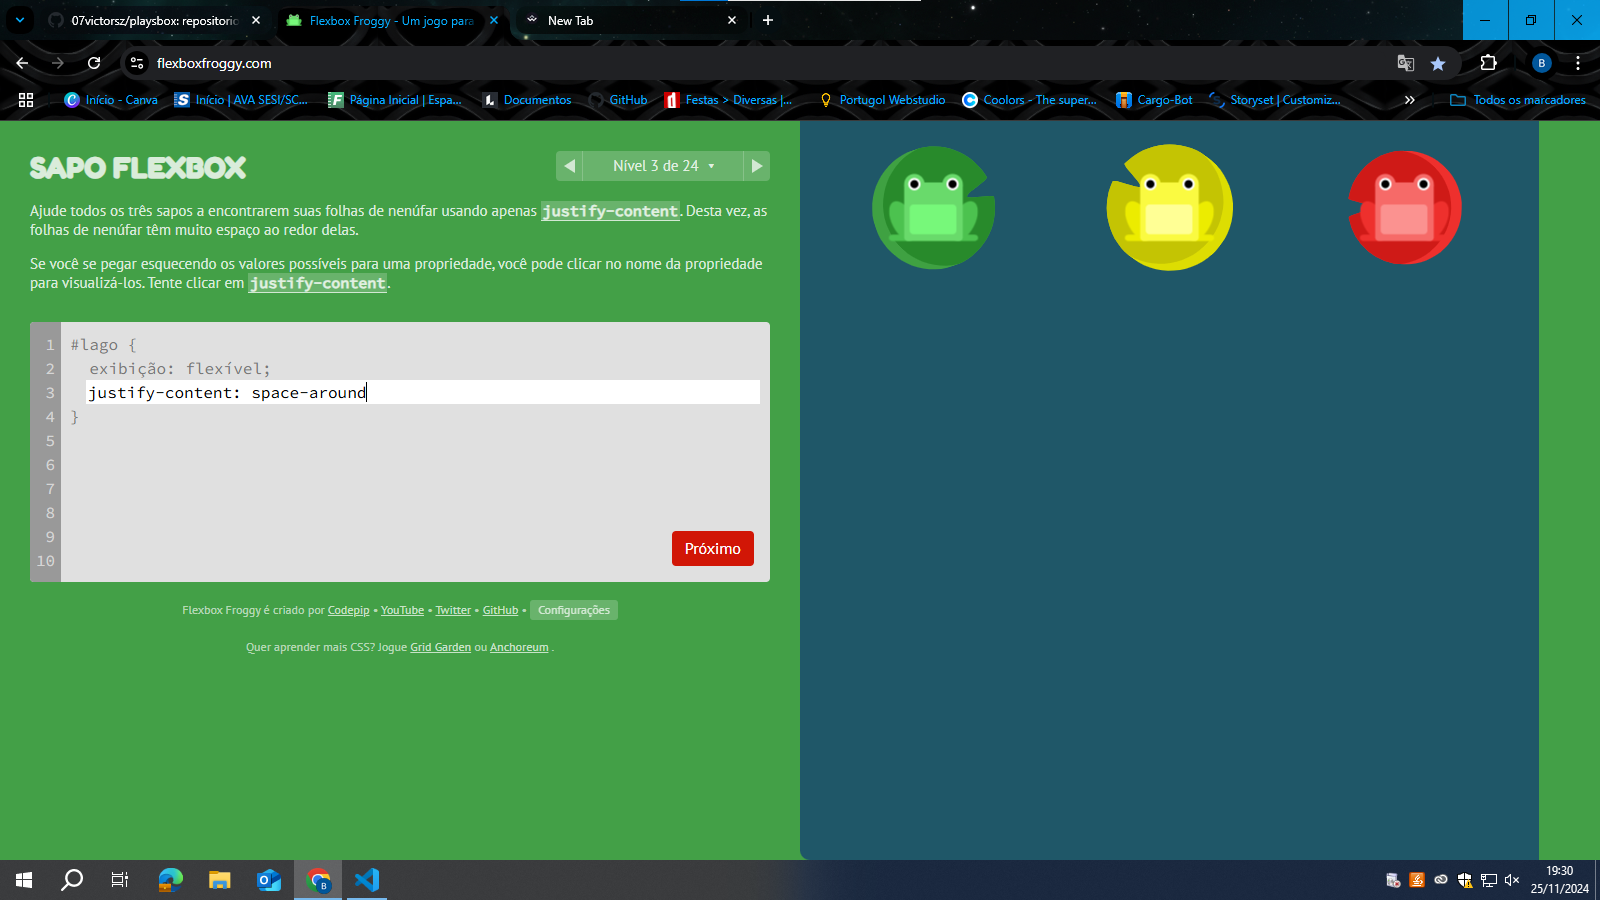 07victorsz/playsbox: repositorio
Flexbox Froggy - Um jogo para
New Tab
flexboxfroggy.com
B
Início - Canva
Início | AVA SESI/SC...
Página Inicial | Espa...
Documentos
GitHub
Festas > Diversas |...
Portugol Webstudio
Coolors - The super...
Cargo-Bot
Storyset | Customiz...
Todos os marcadores
SAPO FLEXBOX
Nível 3 de 24
Ajude todos os três sapos a encontrarem suas folhas de nenúfar usando apenas justify-content. Desta vez, as
folhas de nenúfar têm muito espaço ao redor delas.
Se você se pegar esquecendo os valores possíveis para uma propriedade, você pode clicar no nome da propriedade
para visualizá-los. Tente clicar em justify-content.
1 #lago {
2 exibição: flexível;
3 justify-content: space-around
4 }
5
6
7
8
9
10
Próximo
Flexbox Froggy é criado por Codepip • YouTube • Twitter • GitHub • Configurações
Quer aprender mais CSS? Jogue Grid Garden ou Anchoreum .
19:30
25/11/2024